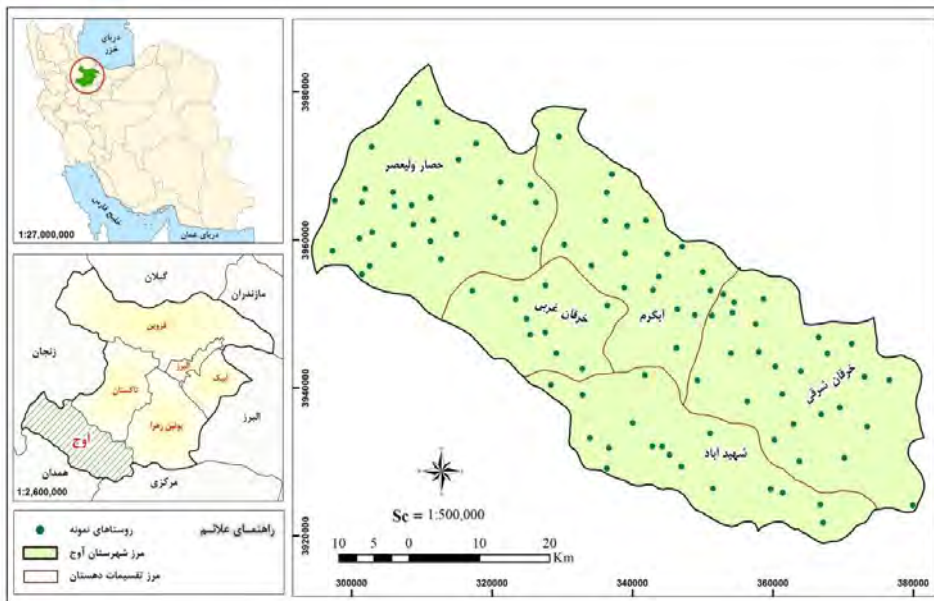 دریای
خزر
خلیج فارس
دریای عمان
1:27,000,000
گیلان
مازندران
زنجان
قزوین
البرز
آبیک
تاکستان
بوئین زهرا
البرز
آوج
همدان
مرکزی
1:2,600,000
راهنمای علائم
روستاهای نمونه
مرز شهرستان آوج
مرز تقسیمات دهستان
3980000
3960000
3940000
3920000
حصار ولیعصر
خرقان غربی
آبگرم
خرقان شرقی
شهید آباد
Sc = 1:500,000
10 5 0 10 20
Km
300000 320000 340000 360000 380000